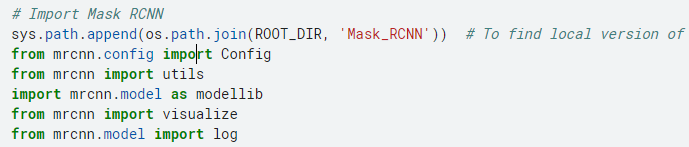 # Import Mask RCNN
sys.path.append(os.path.join(ROOT_DIR, 'Mask_RCNN'))  # To find local version of
from mrcnn.config import Config
from mrcnn import utils
import mrcnn.model as modellib
from mrcnn import visualize
from mrcnn.model import log